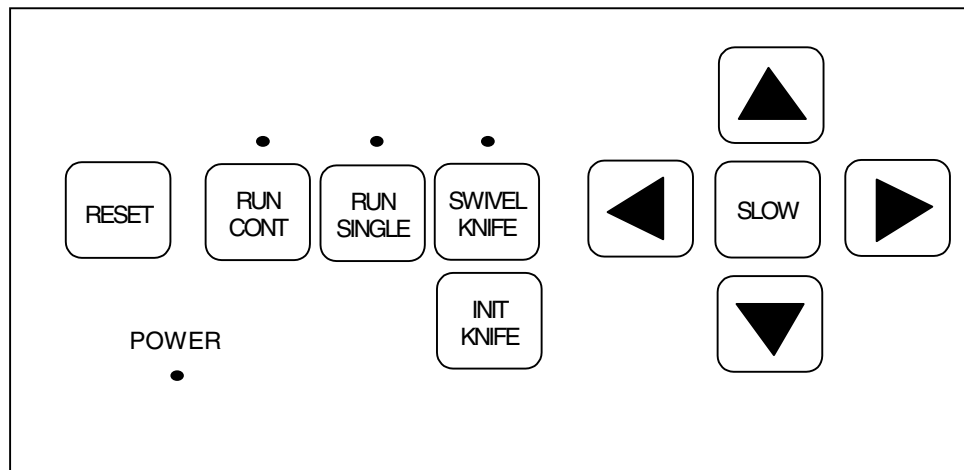 RESET
RUN
CONT
RUN
SINGLE
SWIVEL
KNIFE
SLOW
INIT
KNIFE
POWER